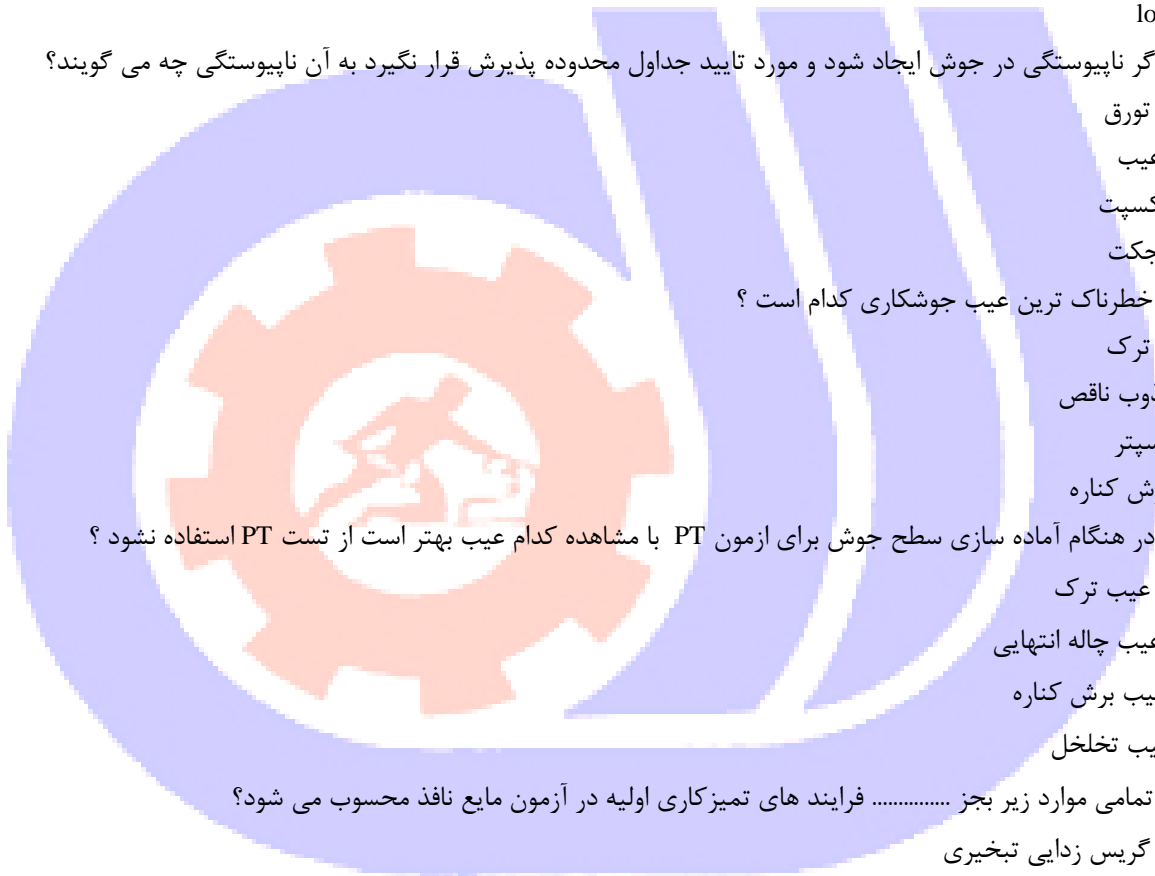 lo
گر ناپیوستگی در جوش ایجاد شود و مورد تایید جداول محدوده پذیرش قرار نگیرد به آن ناپیوستگی چه می گویند؟
تورق
عیب
کسپت
جکت
خطرناک ترین عیب جوشکاری کدام است ؟
ترک
ذوب ناقص
سپتر
ش کناره
در هنگام آماده سازی سطح جوش برای ازمون PT با مشاهده کدام عیب بهتر است از تست PT استفاده نشود ؟
عیب ترک
عیب چاله انتهایی
یب برش کناره
یب تخلخل
تمامی موارد زیر بجز ............... فرایند های تمیزکاری اولیه در آزمون مایع نافذ محسوب می شود؟
گریس زدایی تبخیری